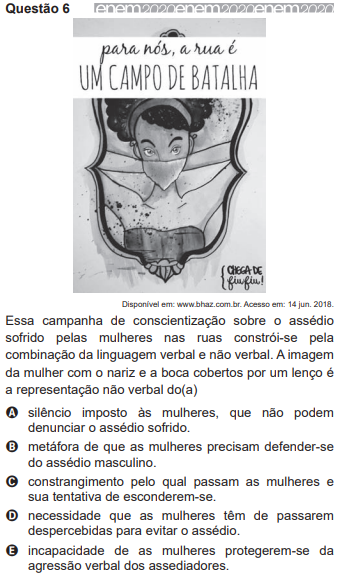 Questão 6
enem2020enem2020enem2020
para nós, a rua é
UM CAMPO DE BATALHA
CHEGA DE
fiufiu!
Disponível em: www.bhaz.com.br. Acesso em: 14 jun. 2018.
Essa campanha de conscientização sobre o assédio
sofrido pelas mulheres nas ruas constrói-se pela
combinação da linguagem verbal e não verbal. A imagem
da mulher com o nariz e a boca cobertos por um lenço é
a representação não verbal do(a)
A silêncio imposto às mulheres, que não podem
denunciar o assédio sofrido.
B metáfora de que as mulheres precisam defender-se
do assédio masculino.
C constrangimento pelo qual passam as mulheres e
sua tentativa de esconderem-se.
D necessidade que as mulheres têm de passarem
despercebidas para evitar o assédio.
E incapacidade de as mulheres protegerem-se da
agressão verbal dos assediadores.